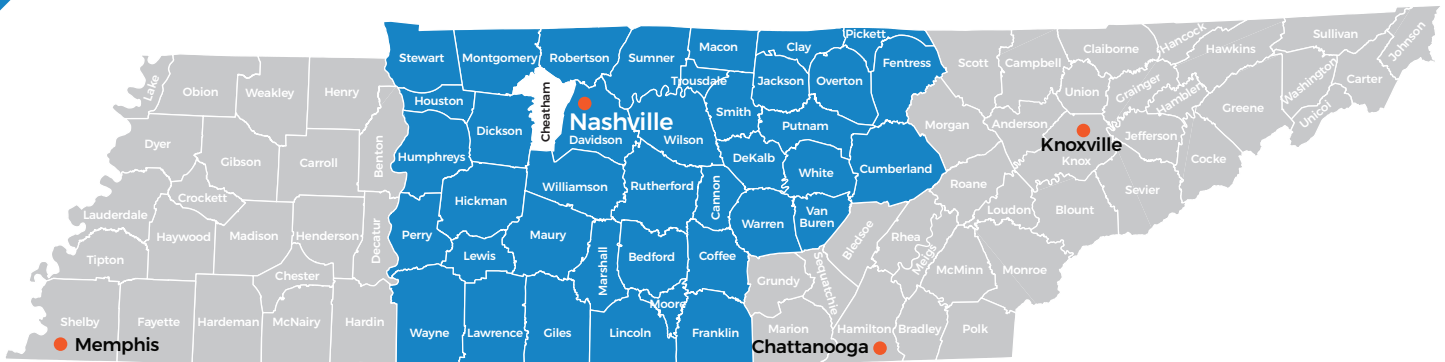 Lake
Obion
Weakley
Henry
Stewart
Montgomery
Robertson
Sumner
Macon
Clay
Pickett
Fentress
Scott
Campbell
Claiborne
Hancock
Hawkins
Sullivan
Johnson
Houston
Cheatham
Trousdale
Jackson
Overton
Union
Grainger
Hamblen
Washington
Carter
Dyer
Gibson
Carroll
Benton
Humphreys
Dickson
Nashville
Davidson
Wilson
Smith
Putnam
Morgan
Anderson
Knoxville
Knox
Jefferson
Greene
Unicoi
Cocke
Lauderdale
Crockett
Hickman
Williamson
Rutherford
Cannon
DeKalb
White
Cumberland
Roane
Loudon
Blount
Sevier
Tipton
Haywood
Madison
Henderson
Decatur
Perry
Lewis
Maury
Marshall
Bedford
Coffee
Warren
Van
Buren
Bledsoe
Rhea
Meigs
McMinn
Monroe
Chester
Moore
Grundy
Sequatchie
Shelby
Fayette
Hardeman
McNairy
Hardin
Wayne
Lawrence
Giles
Lincoln
Franklin
Marion
Hamilton
Bradley
Polk
Memphis
Chattanooga